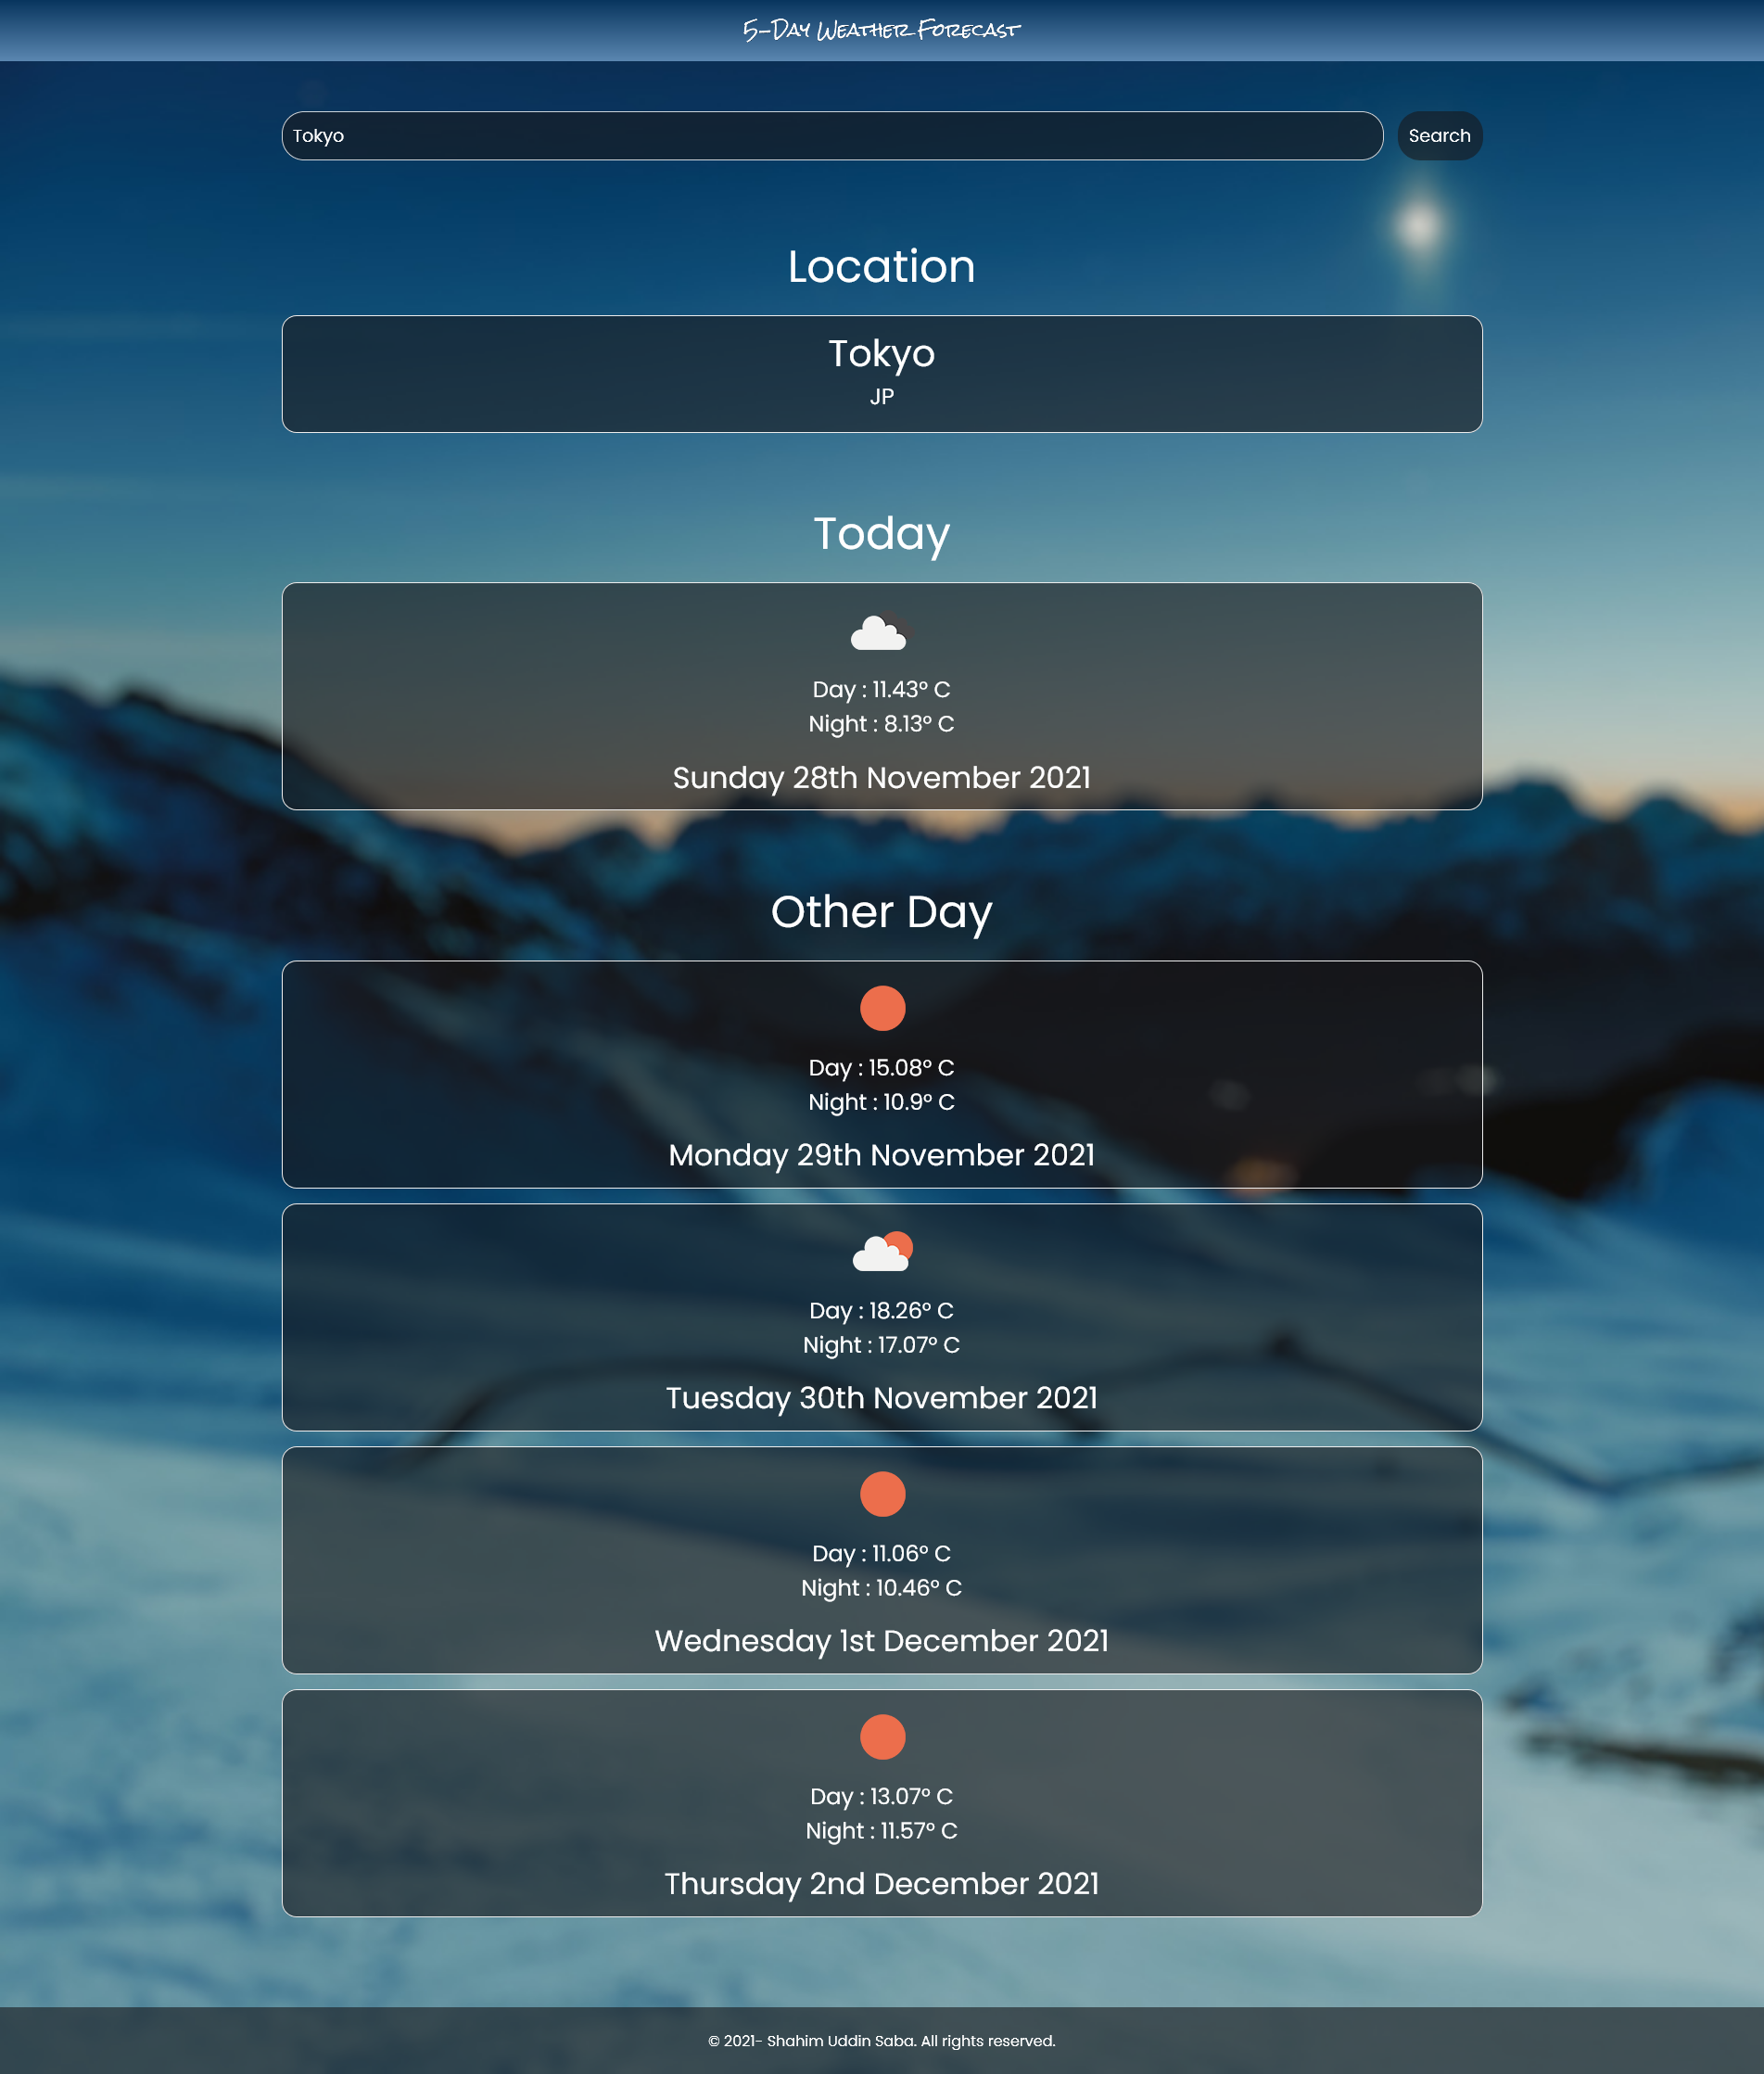 5-Day Weather Forecast
Tokyo
Search
Location
Tokyo
JP
Today
Day : 11.43° C
Night : 8.13° C
Sunday 28th November 2021
Other Day
Day : 15.08° C
Night : 10.9° C
Monday 29th November 2021
Day : 18.26° C
Night : 17.07° C
Tuesday 30th November 2021
Day : 11.06° C
Night : 10.46° C
Wednesday 1st December 2021
Day : 13.07° C
Night : 11.57° C
Thursday 2nd December 2021
© 2021- Shahim Uddin Saba. All rights reserved.